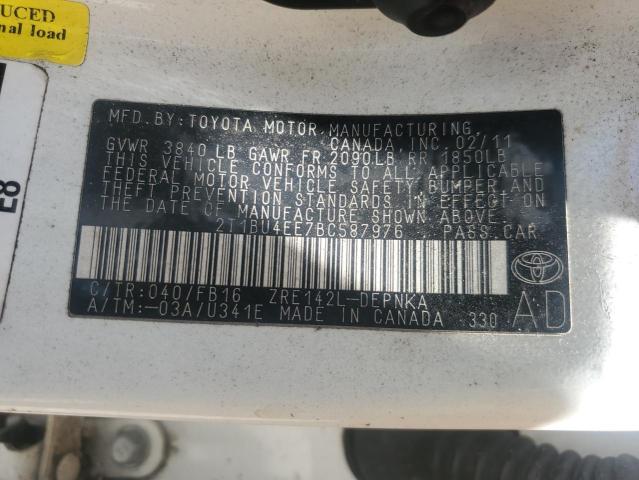 UCED
nal load
E8
MFD. BY: TOYOTA MOTOR MANUFACTURING,
CANADA, INC. 02/11
GVWR 3840 LB GAWR FR 2090LB RR 1850LB
THIS VEHICLE CONFORMS TO ALL APPLICABLE
FEDERAL MOTOR VEHICLE SAFETY, BUMPER, AND
THEFT PREVENTION STANDARDS IN EFFECT ON
THE DATE OF MANUFACTURE SHOWN ABOVE.
2T1BU4EE7BC587976 PASS. CAR
C/TR: 040/FB16 ZRE142L-DEPNKA
A/TM: -03A/U341E MADE IN CANADA 330 AD